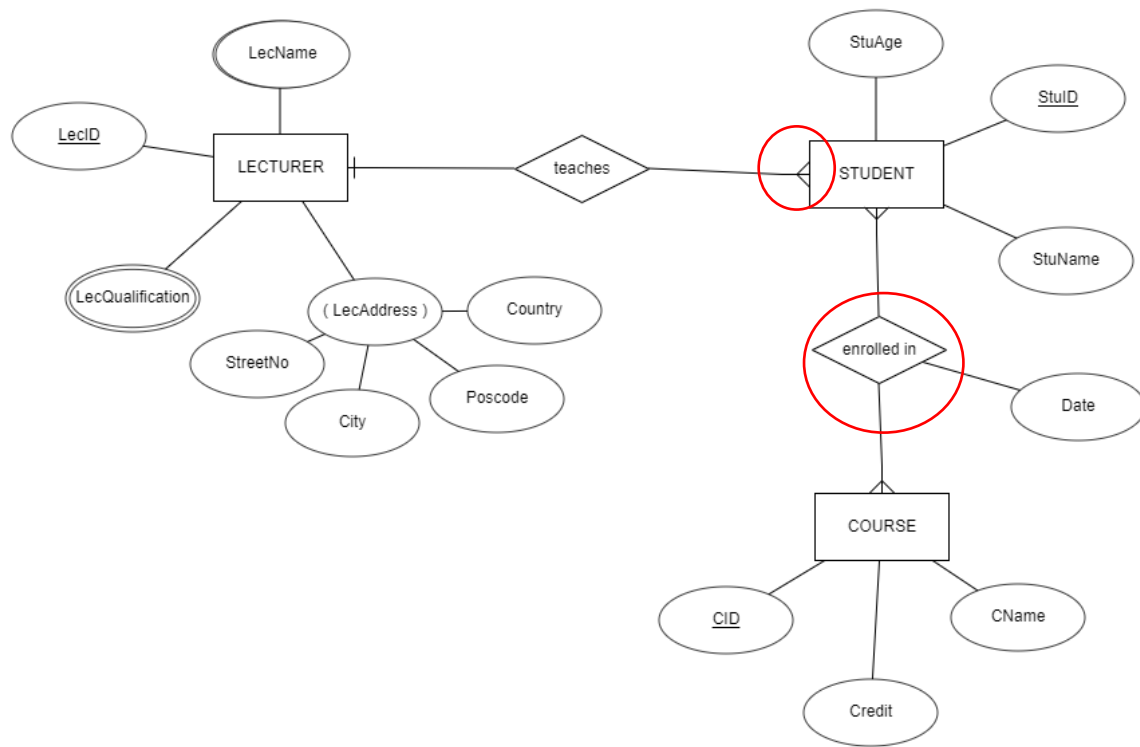 LecName
StuAge
StuID
LecID
LECTURER
teaches
STUDENT
StuName
LecQualification
( LecAddress )
Country
StreetNo
City
Poscode
enrolled in
Date
COURSE
CID
CName
Credit